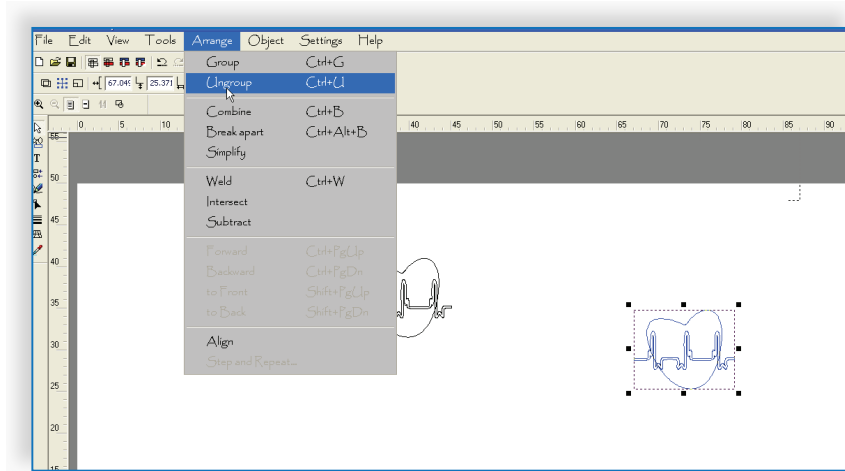 File Edit View Tools Arrange Object Settings Help
67.049 25.371
Group Ctrl+G
Ungroup Ctrl+U
Combine Ctrl+B
Break apart Ctrl+Alt+B
Simplify
Weld Ctrl+W
Intersect
Subtract
Forward Ctrl+PgUp
Backward Ctrl+PgDn
to Front Shift+PgUp
to Back Shift+PgDn
Align
Step and Repeat...
0 5 10 40 45 50 55 60 65 70 75 80 85 90
55
50
45
40
35
30
25
20
15